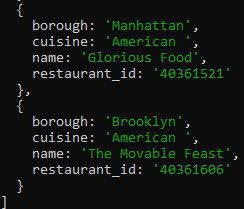 {
borough: 'Manhattan',
cuisine: 'American ',
name: 'Glorious Food',
restaurant_id: '40361521'
},
{
borough: 'Brooklyn',
cuisine: 'American ',
name: 'The Movable Feast',
restaurant_id: '40361606'
}
]